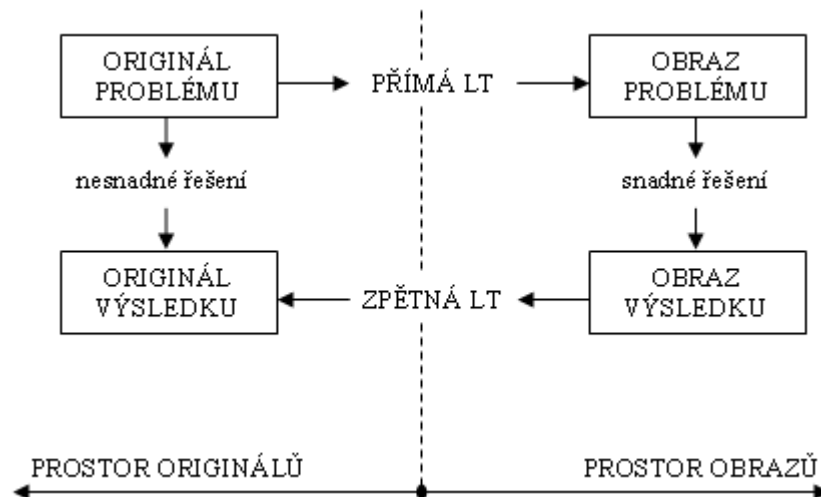 ORIGINÁL
PROBLÉMU
PŘÍMÁ LT
OBRAZ
PROBLÉMU
nesnadné řešení
snadné řešení
ORIGINÁL
VÝSLEDKU
ZPĚTNÁ LT
OBRAZ
VÝSLEDKU
PROSTOR ORIGINÁLŮ
PROSTOR OBRAZŮ